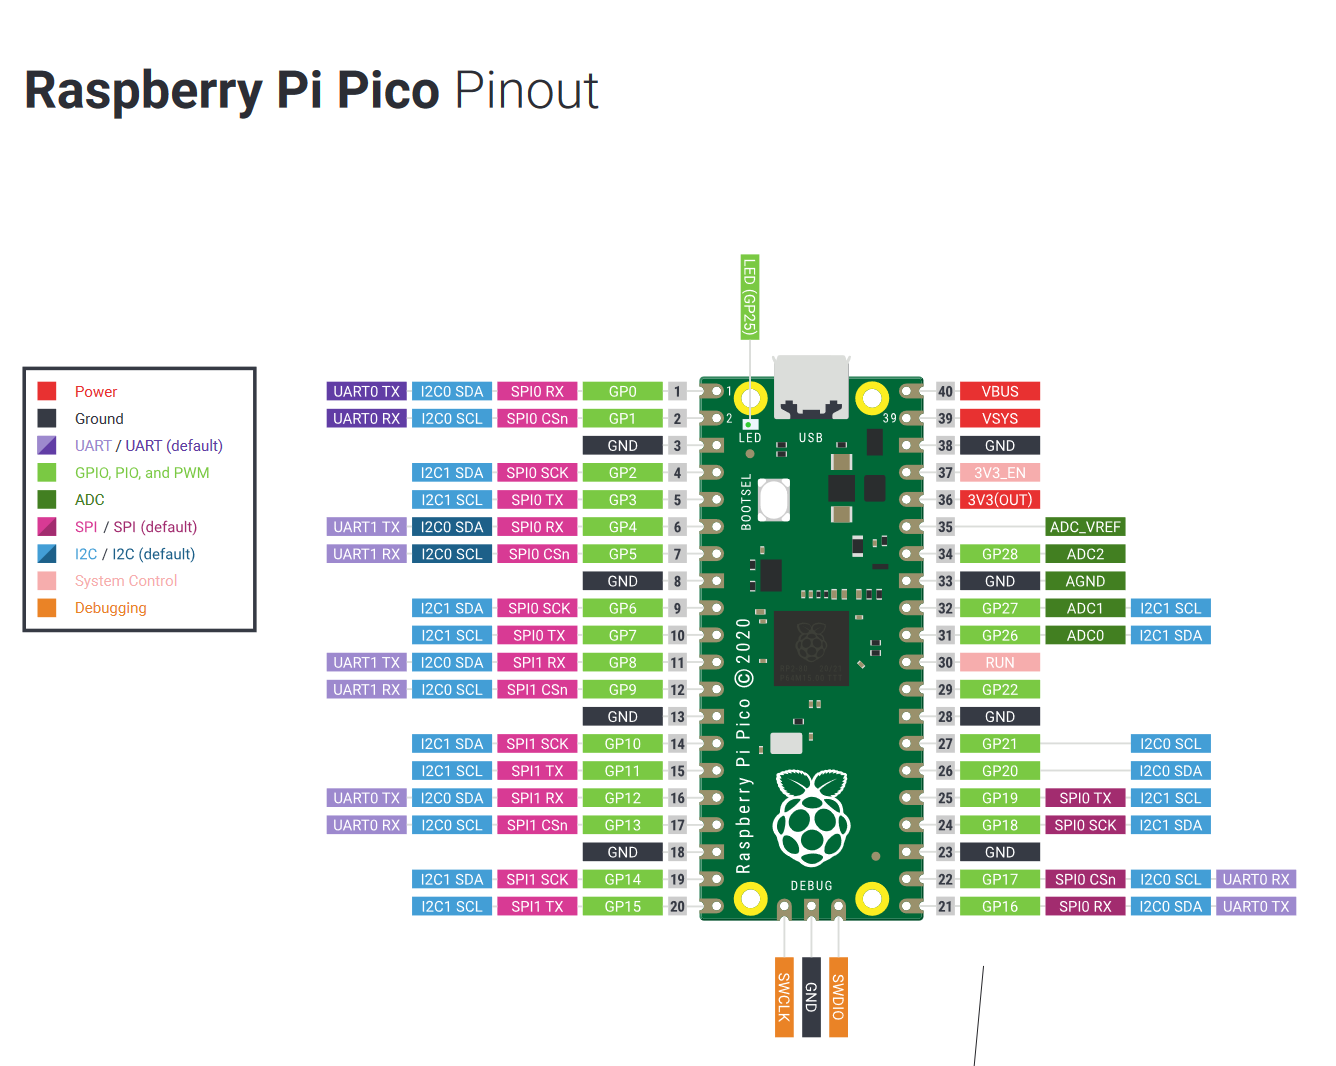 Raspberry Pi Pico Pinout
LED (GP25)
Power
Ground
UART / UART (default)
GPIO, PIO, and PWM
ADC
SPI / SPI (default)
I2C / I2C (default)
System Control
Debugging
UART0 TX I2C0 SDA SPI0 RX GP0 1 1 40 VBUS
UART0 RX I2C0 SCL SPI0 CSn GP1 2 2 39 39 VSYS
LED USB
GND 3 38 GND
I2C1 SDA SPI0 SCK GP2 4 37 3V3_EN
I2C1 SCL SPI0 TX GP3 5 BOOTSEL 36 3V3(OUT)
UART1 TX I2C0 SDA SPI0 RX GP4 6 35 ADC_VREF
UART1 RX I2C0 SCL SPI0 CSn GP5 7 34 GP28 ADC2
GND 8 33 GND AGND
I2C1 SDA SPI0 SCK GP6 9 32 GP27 ADC1 I2C1 SCL
I2C1 SCL SPI0 TX GP7 10 31 GP26 ADC0 I2C1 SDA
UART1 TX I2C0 SDA SPI1 RX GP8 11 30 RUN
UART1 RX I2C0 SCL SPI1 CSn GP9 12 29 GP22
GND 13 28 GND
I2C1 SDA SPI1 SCK GP10 14 27 GP21 I2C0 SCL
I2C1 SCL SPI1 TX GP11 15 26 GP20 I2C0 SDA
UART0 TX I2C0 SDA SPI1 RX GP12 16 25 GP19 SPI0 TX I2C1 SCL
UART0 RX I2C0 SCL SPI1 CSn GP13 17 24 GP18 SPI0 SCK I2C1 SDA
GND 18 23 GND
I2C1 SDA SPI1 SCK GP14 19 22 GP17 SPI0 CSn I2C0 SCL UART0 RX
I2C1 SCL SPI1 TX GP15 20 21 GP16 SPI0 RX I2C0 SDA UART0 TX
Raspberry Pi Pico ©2020
DEBUG
SWCLK
GND
SWDIO